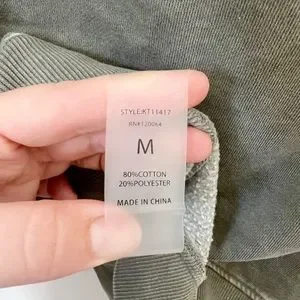 STYLE:KT11417
RN#120064
M
80%COTTON
20%POLYESTER
MADE IN CHINA